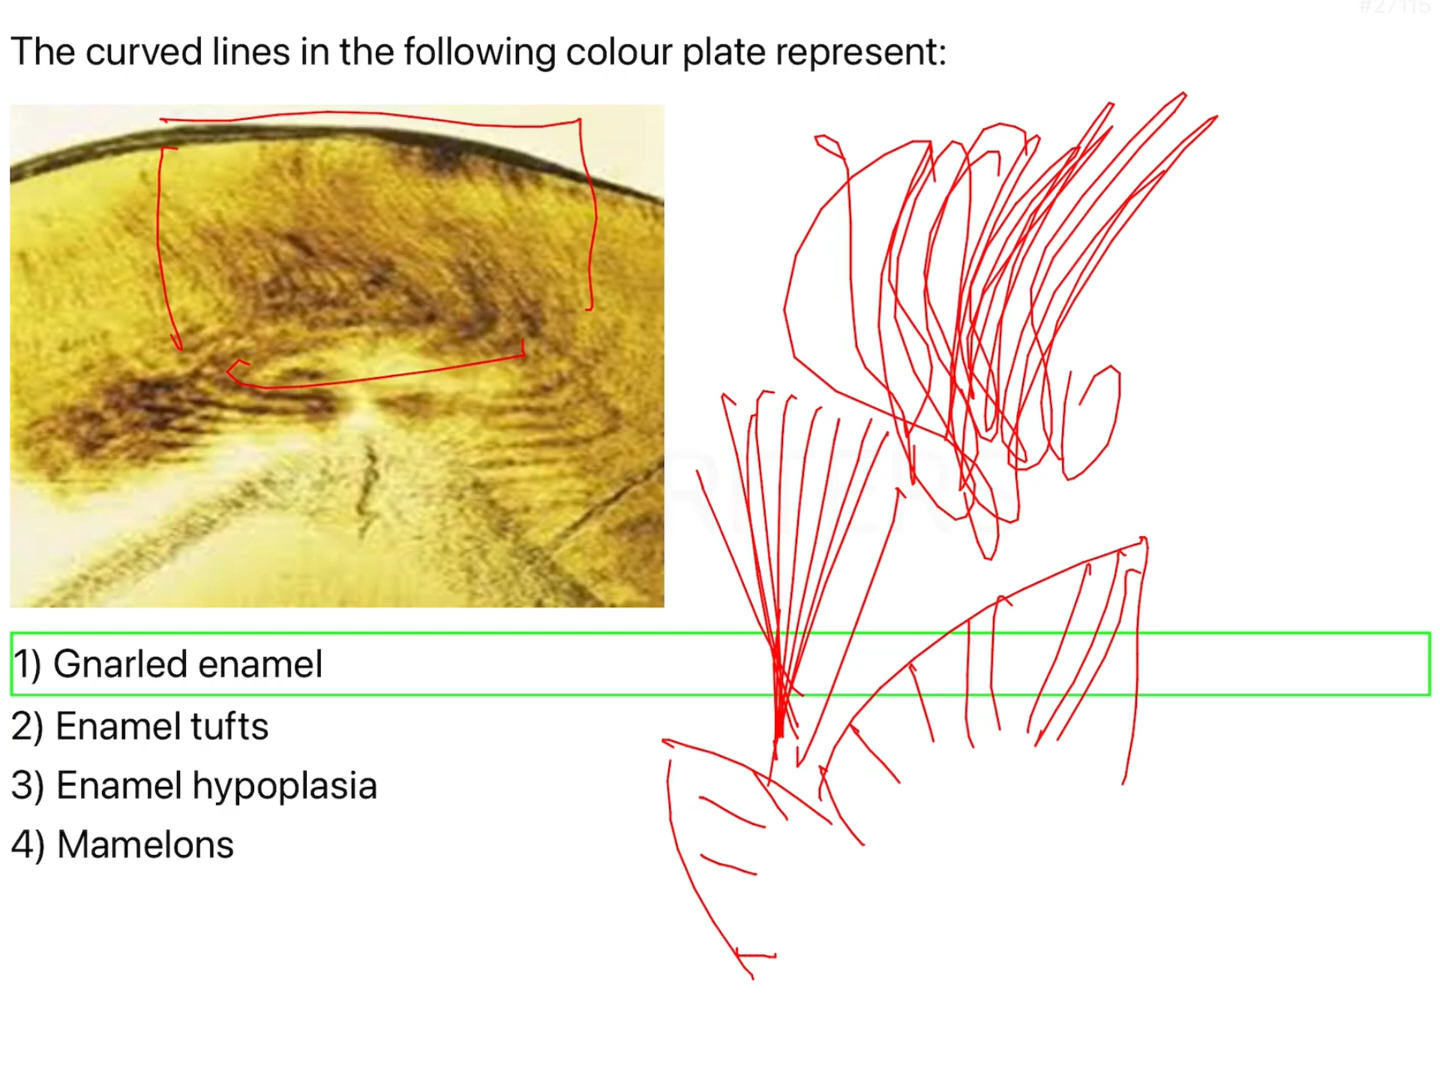 #27115
The curved lines in the following colour plate represent:
1) Gnarled enamel
2) Enamel tufts
3) Enamel hypoplasia
4) Mamelons